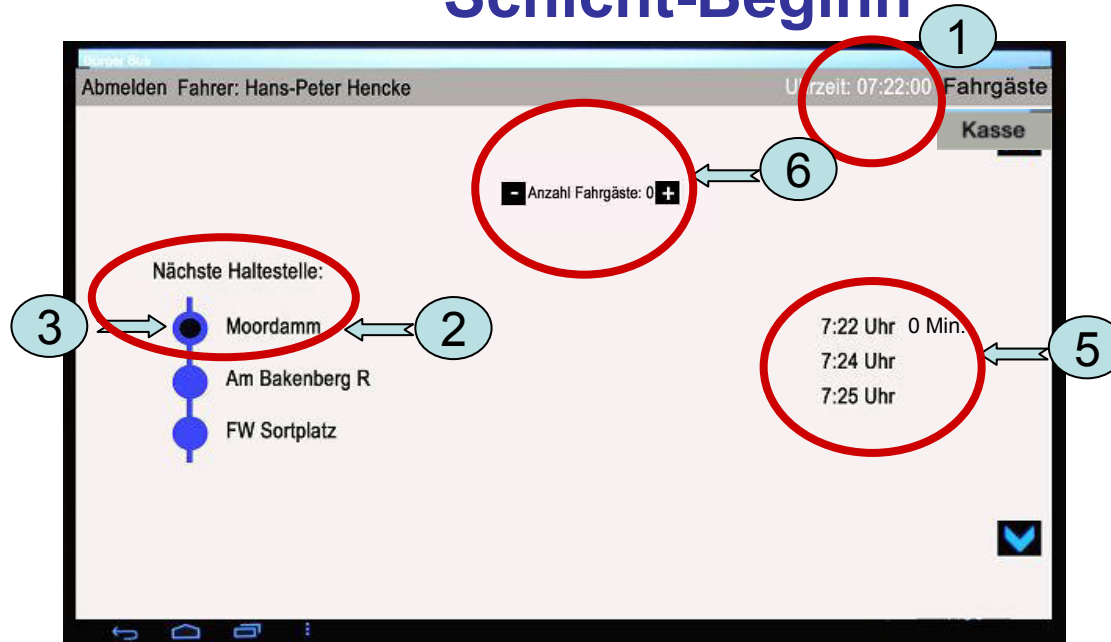 Schicht-Beginn
1
Bürger Bus
Abmelden Fahrer: Hans-Peter Hencke Uhrzeit: 07:22:00 Fahrgäste
Kasse
6
- Anzahl Fahrgäste: 0 +
Nächste Haltestelle:
3 Moordamm 2 7:22 Uhr 0 Min. 5
Am Bakenberg R 7:24 Uhr
FW Sortplatz 7:25 Uhr